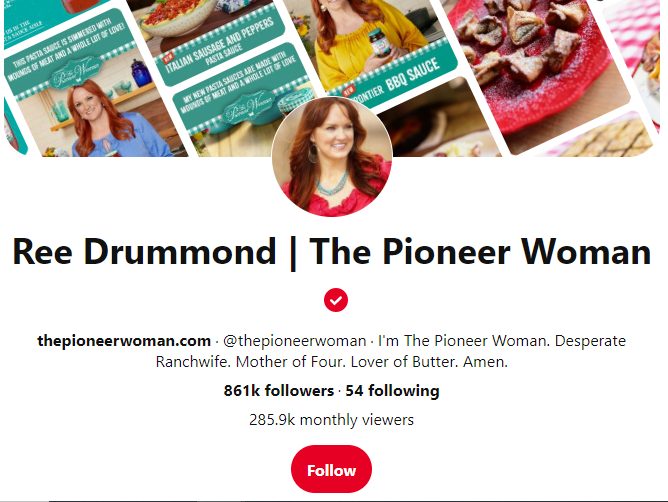 THIS PASTA SAUCE IS SIMMERED WITH
MOUNDS OF MEAT AND A WHOLE LOT OF LOVE!
The Pioneer Woman
NEW
ITALIAN SAUSAGE AND PEPPERS
PASTA SAUCE
MY NEW PASTA SAUCES ARE MADE WITH
MOUNDS OF MEAT AND A WHOLE LOT OF LOVE!
The Pioneer Woman
NEW
FRONTIER BBQ SAUCE
Ree Drummond | The Pioneer Woman
thepioneerwoman.com · @thepioneerwoman · I'm The Pioneer Woman. Desperate
Ranchwife. Mother of Four. Lover of Butter. Amen.
861k followers · 54 following
285.9k monthly viewers
Follow